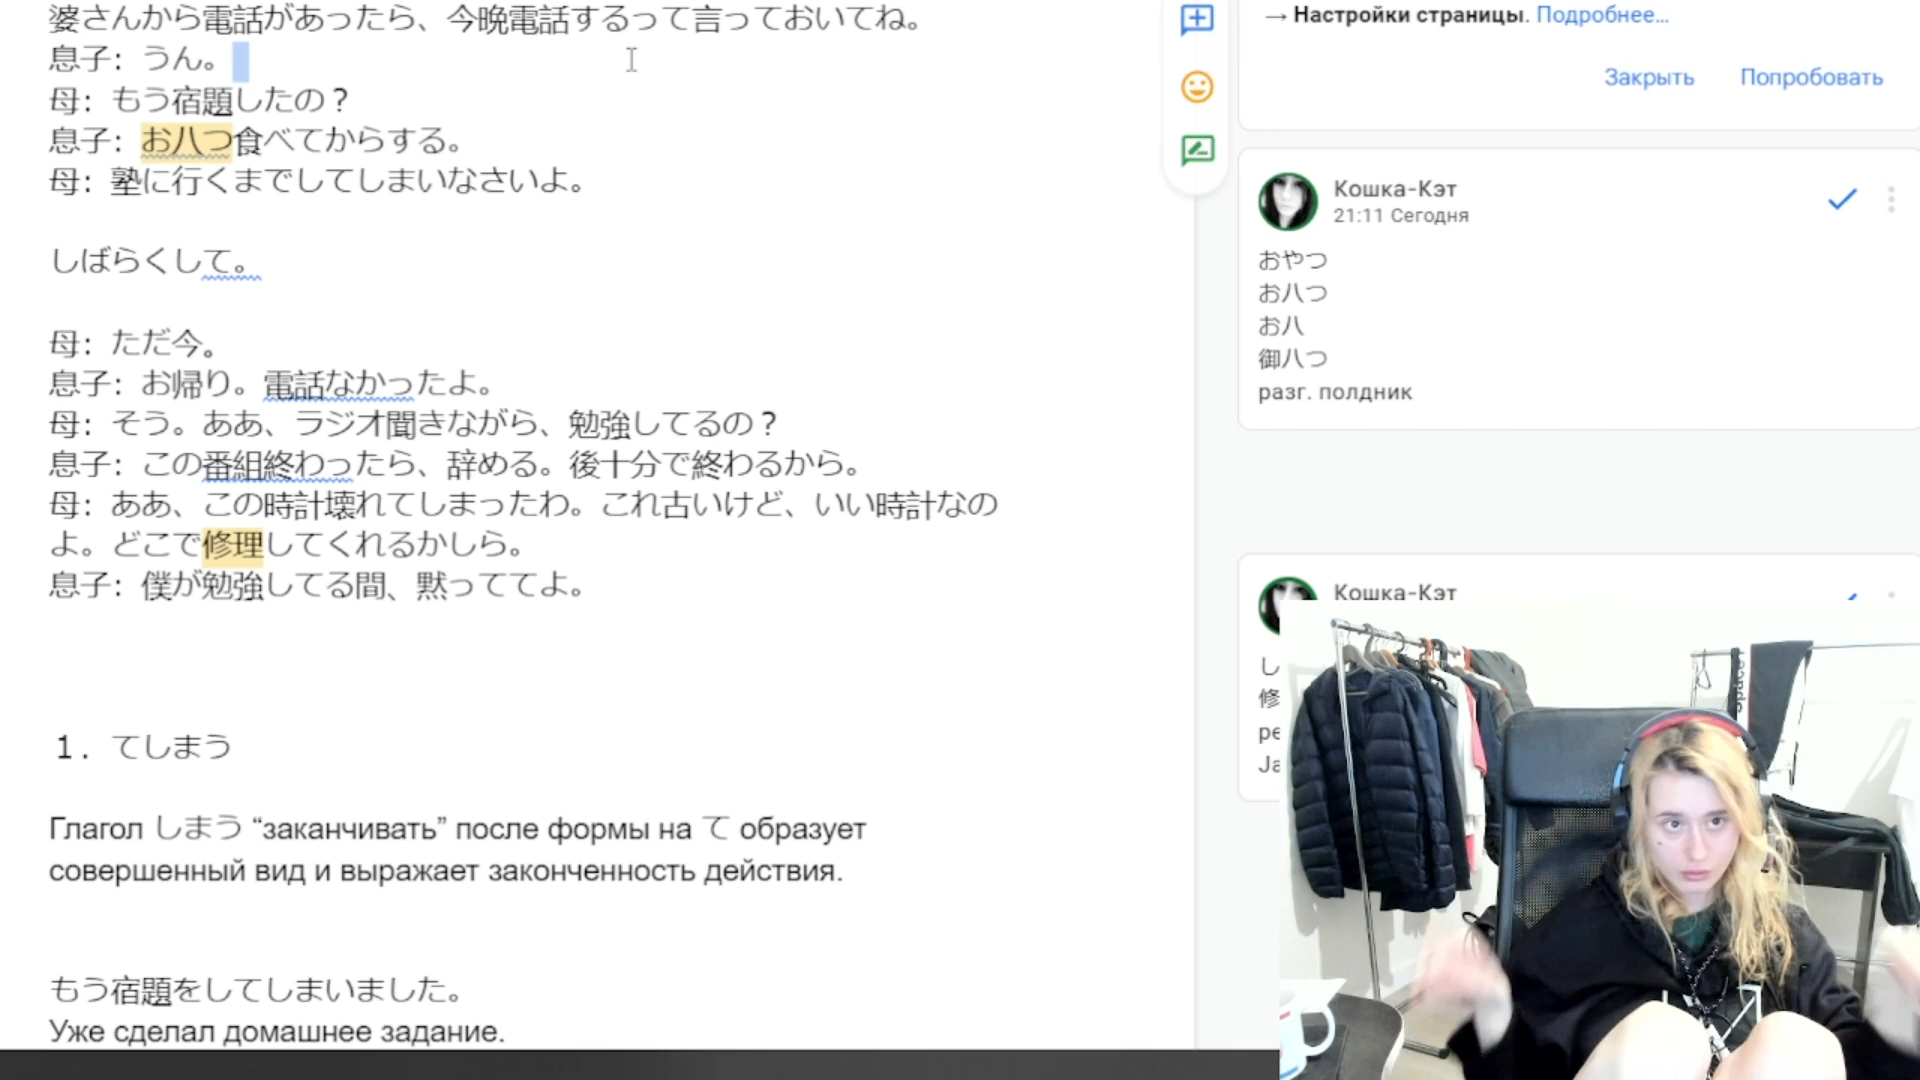 婆さんから電話があったら、今晩電話するって言っておいてね。
息子：うん。
母：もう宿題したの？
息子：お八つ食べてからする。
母：塾に行くまでしてしまいなさいよ。
しばらくして。
母：ただ今。
息子：お帰り。電話なかったよ。
母：そう。ああ、ラジオ聞きながら、勉強してるの？
息子：この番組終わったら、辞める。後十分で終わるから。
母：ああ、この時計壊れてしまったわ。これ古いけど、いい時計なの
よ。どこで修理してくれるかしら。
息子：僕が勉強してる間、黙っててよ。
１．てしまう
Глагол しまう “заканчивать” после формы на て образует
совершенный вид и выражает законченность действия.
もう宿題をしてしまいました。
Уже сделал домашнее задание.
→ Настройки страницы. Подробнее…
Закрыть Попробовать
Кошка-Кэт
21:11 Сегодня
おやつ
お八つ
お八
御八つ
разг. полдник
Кошка-Кэт